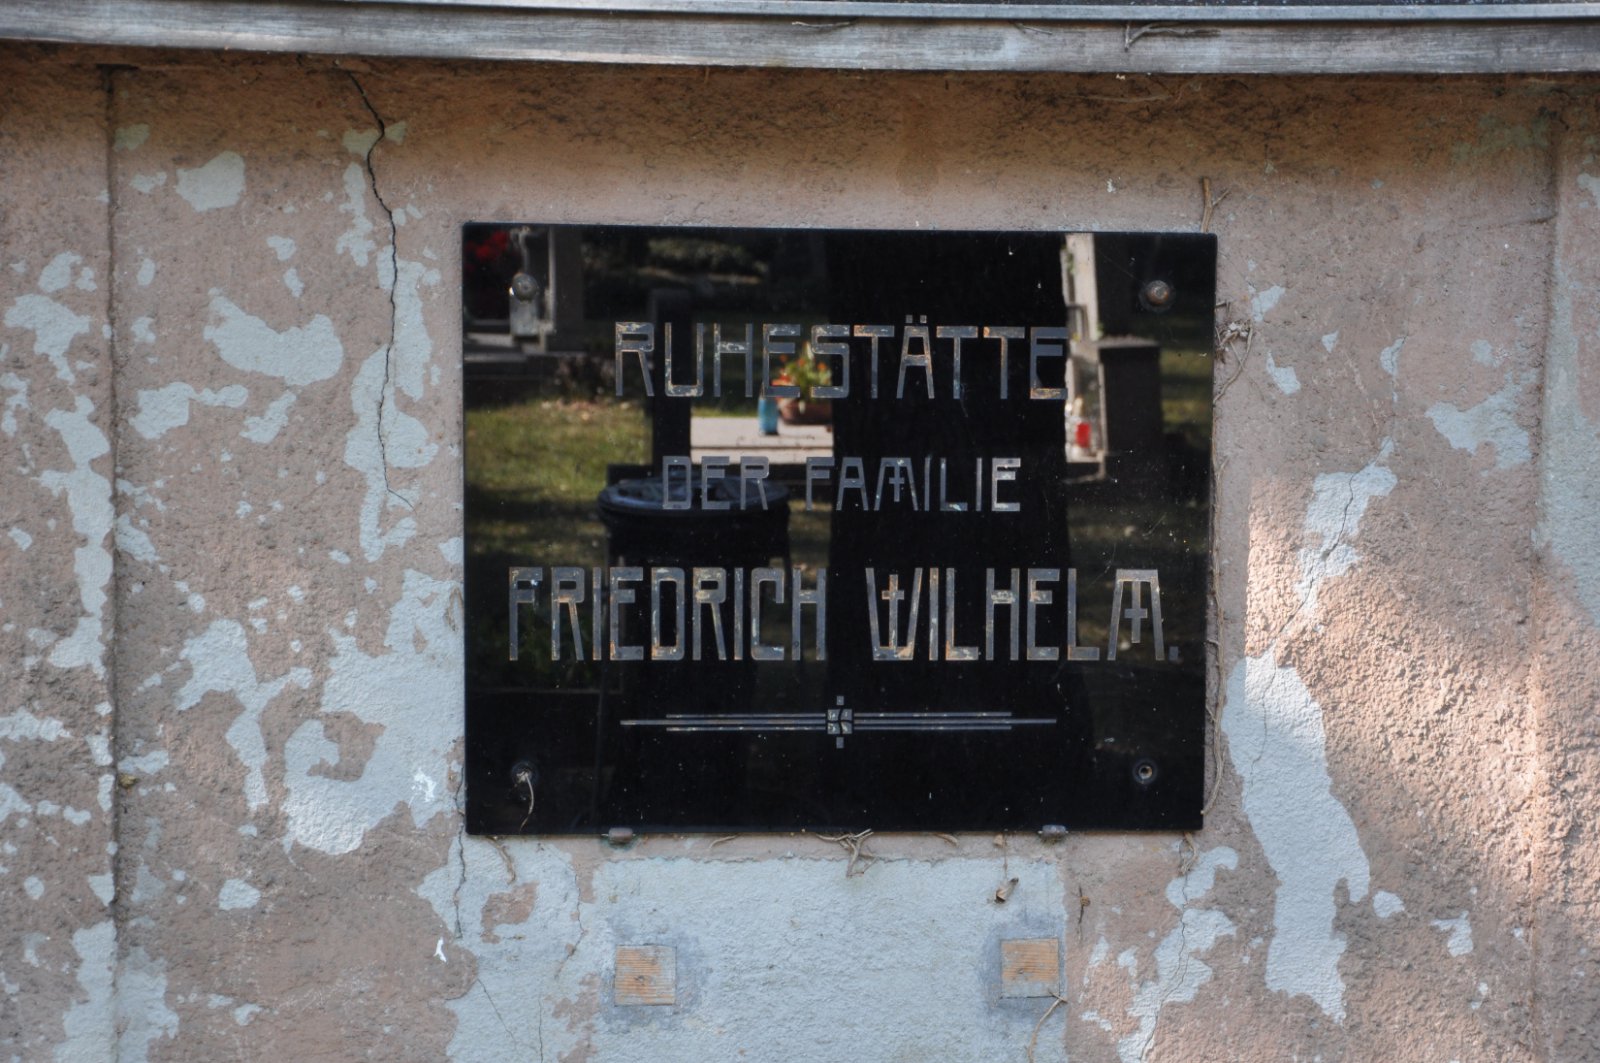 RUHESTÄTTE
DER FAMILIE
FRIEDRICH WILHELM.